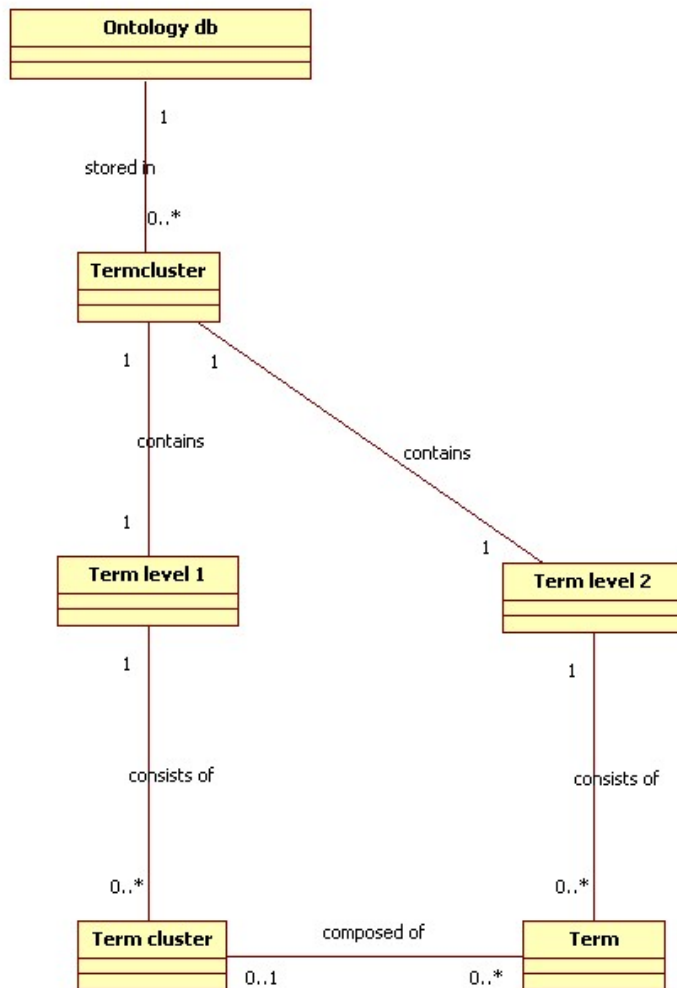 Ontology db
1
stored in
0..*
Termcluster
1
1
contains
contains
1
1
Term level 1
Term level 2
1
1
consists of
consists of
0..*
0..*
Term cluster
composed of
Term
0..1
0..*